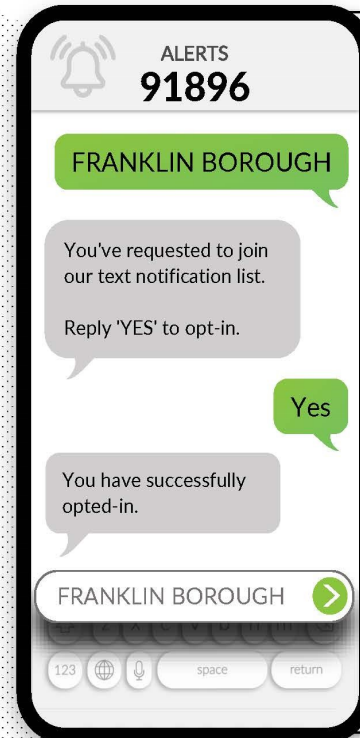 ALERTS
91896
FRANKLIN BOROUGH
You've requested to join
our text notification list.
Reply 'YES' to opt-in.
Yes
You have successfully
opted-in.
FRANKLIN BOROUGH
123
space
return